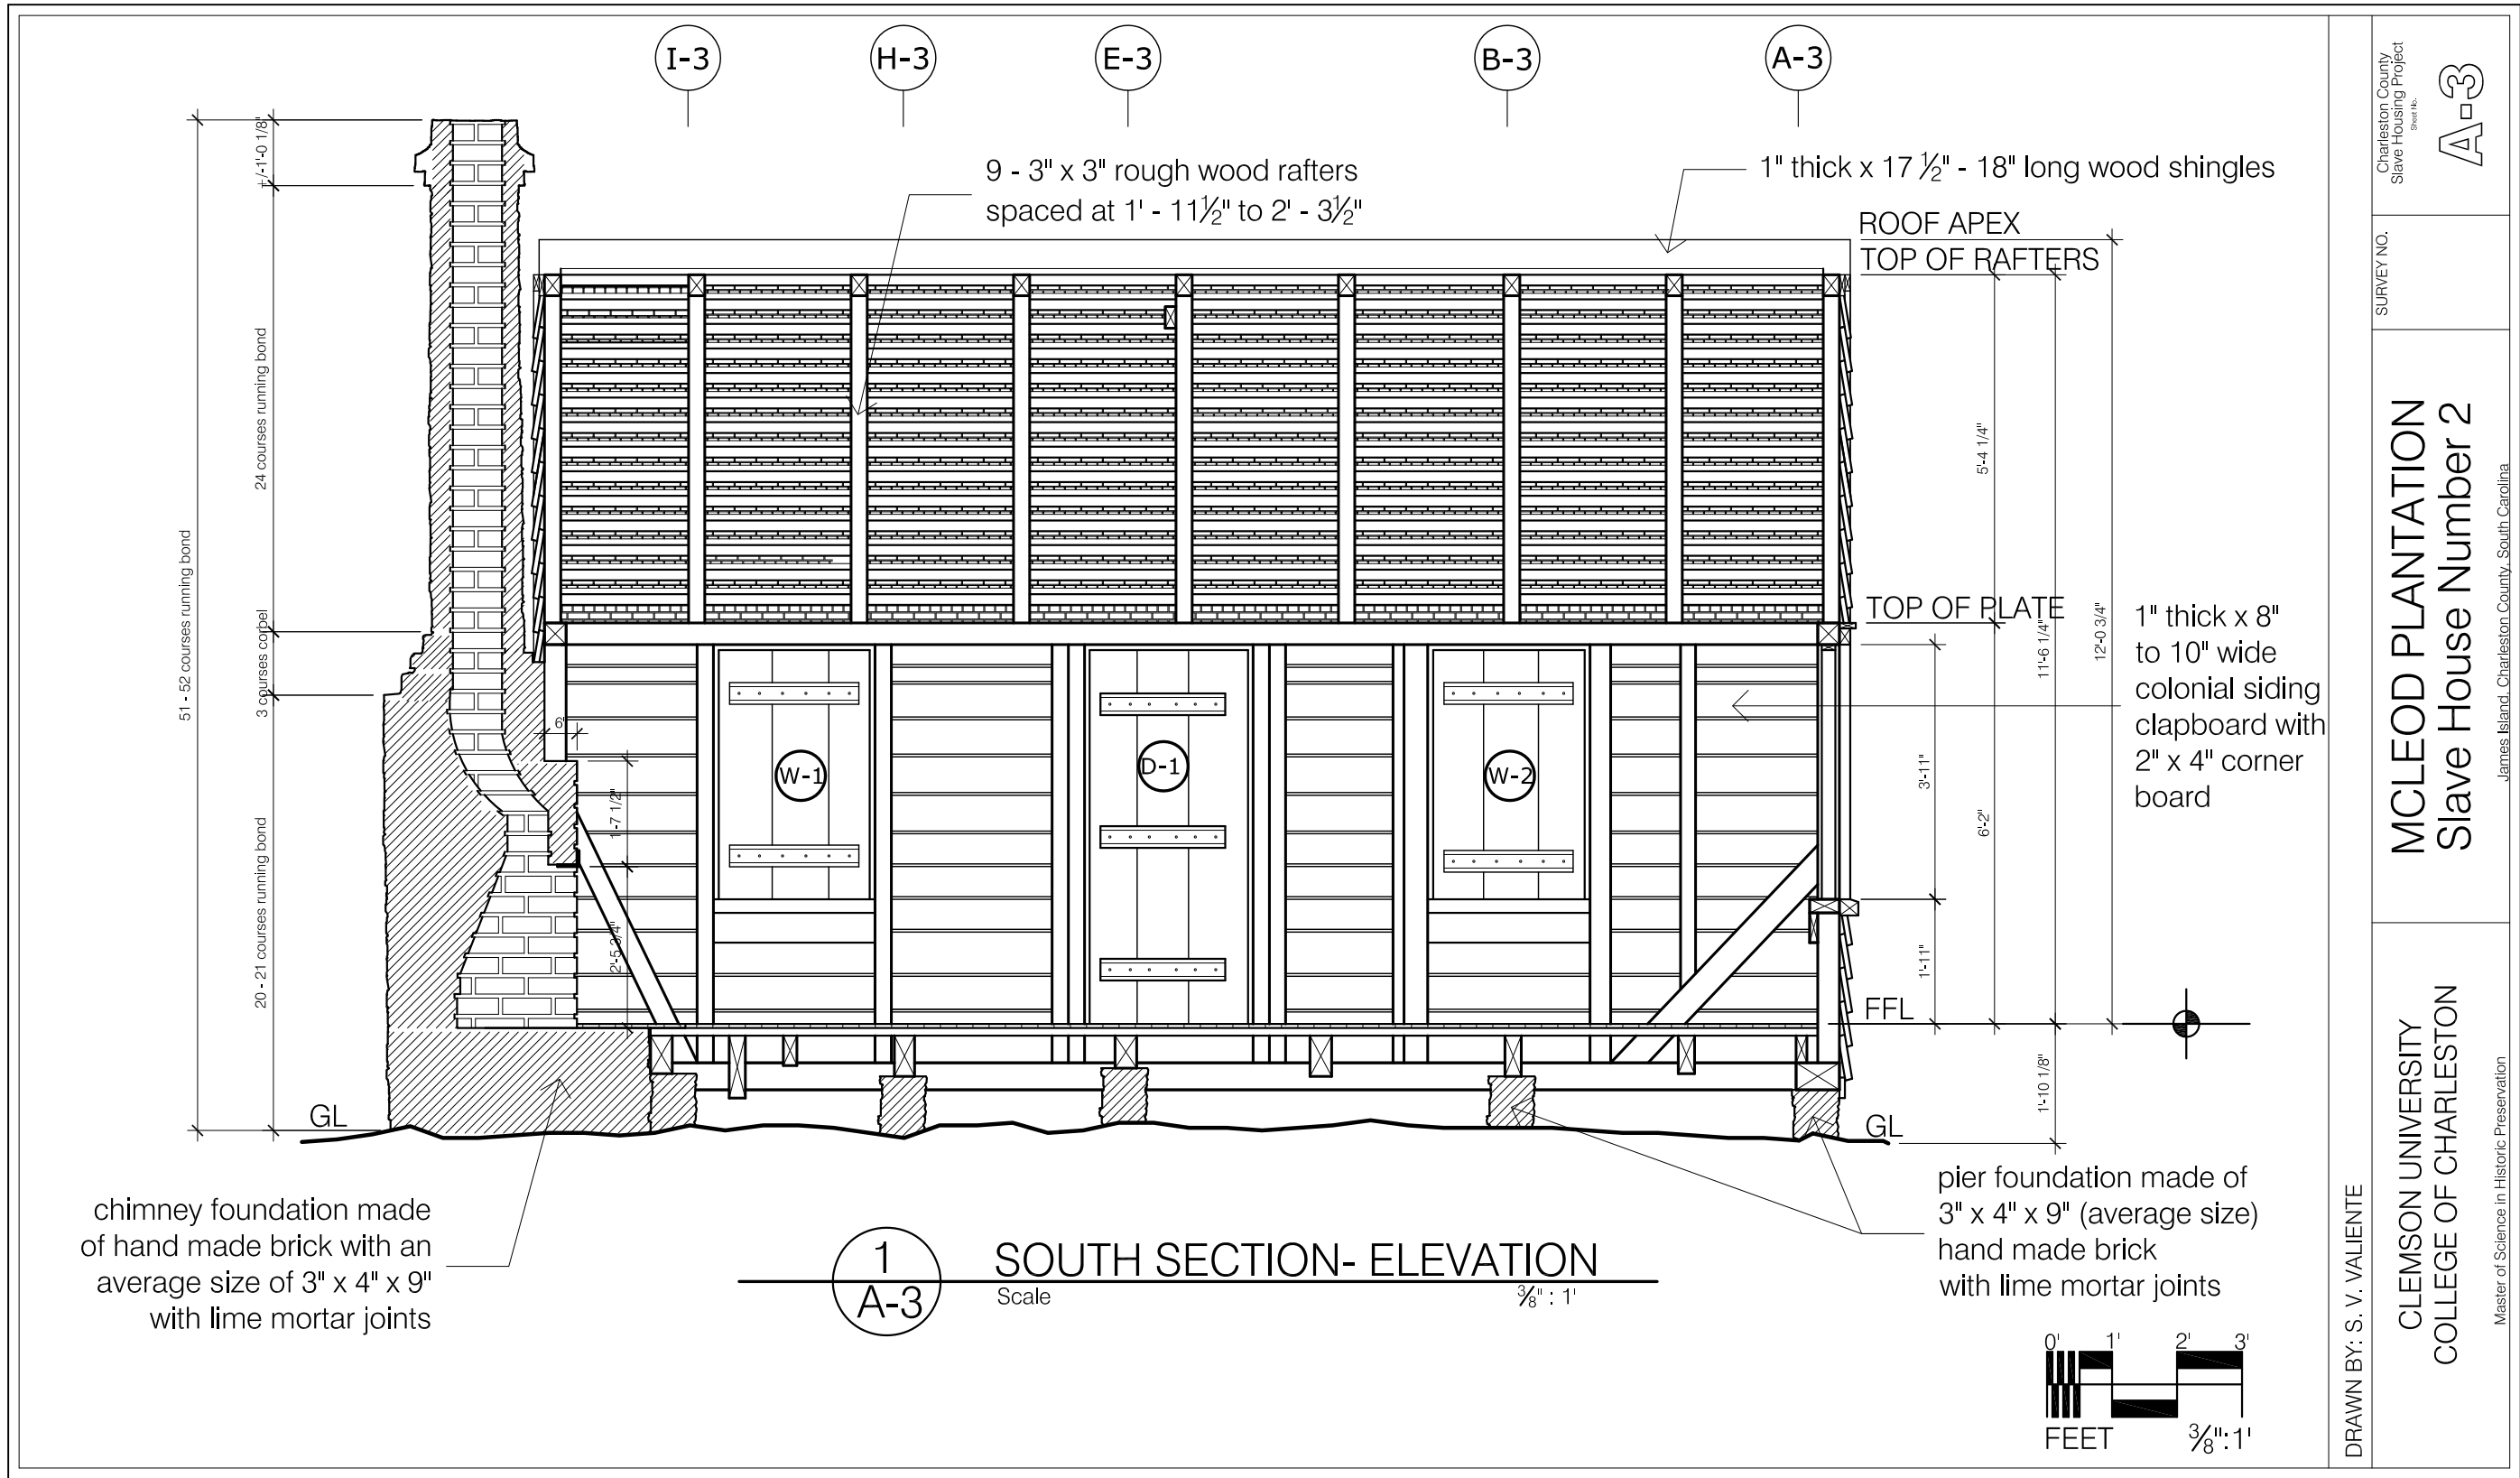 I-3
H-3
E-3
B-3
A-3
9 - 3" x 3" rough wood rafters
spaced at 1' - 11½" to 2' - 3½"
1" thick x 17 ½" - 18" long wood shingles
ROOF APEX
TOP OF RAFTERS
TOP OF PLATE
1" thick x 8"
to 10" wide
colonial siding
clapboard with
2" x 4" corner
board
+/-1'-0 1/8"
24 courses running bond
3 courses corbel
20 - 21 courses running bond
51 - 52 courses running bond
5'-4 1/4"
11'-6 1/4"
12'-0 3/4"
3'-11"
6'-2"
1'-11"
1'-10 1/8"
6"
1'-7 1/2"
2'-5 3/4"
W-1
D-1
W-2
FFL
GL
GL
chimney foundation made
of hand made brick with an
average size of 3" x 4" x 9"
with lime mortar joints
pier foundation made of
3" x 4" x 9" (average size)
hand made brick
with lime mortar joints
1
A-3
SOUTH SECTION- ELEVATION
Scale
⅜" : 1'
0' 1' 2' 3'
FEET
⅜":1'
Charleston County
Slave Housing Project
Sheet No.
A-3
SURVEY NO.
MCLEOD PLANTATION
Slave House Number 2
James Island, Charleston County, South Carolina
CLEMSON UNIVERSITY
COLLEGE OF CHARLESTON
Master of Science in Historic Preservation
DRAWN BY: S. V. VALIENTE